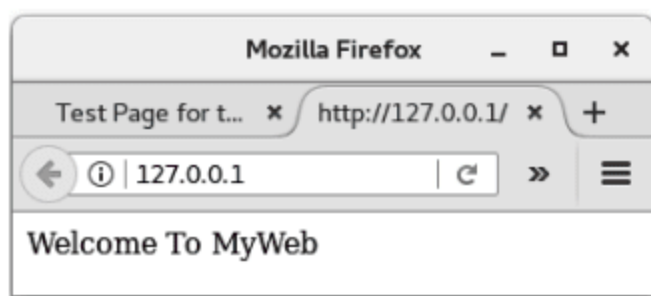 Mozilla Firefox
Test Page for t... http://127.0.0.1/
127.0.0.1
Welcome To MyWeb